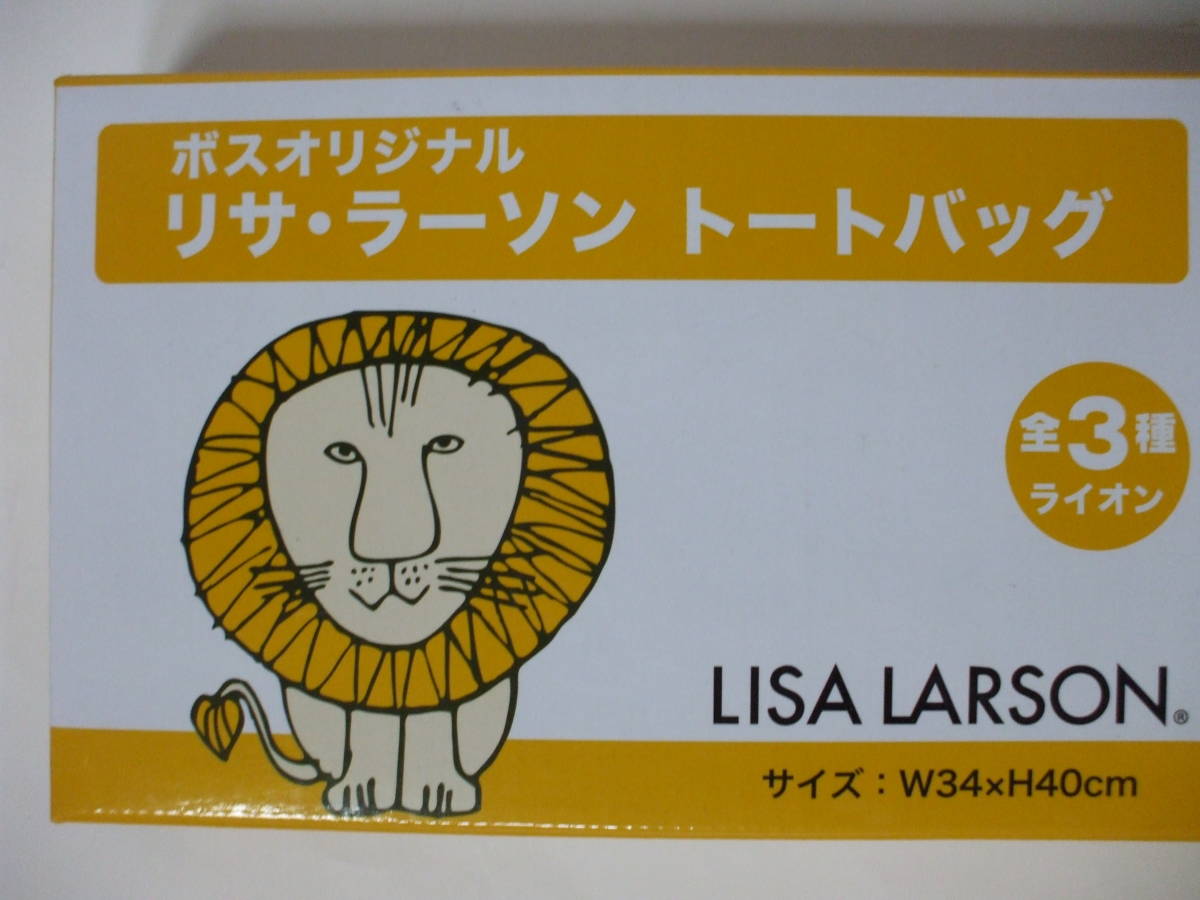 ボスオリジナル
リサ・ラーソン トートバッグ
全3種
ライオン
LISA LARSON®
サイズ：W34×H40cm